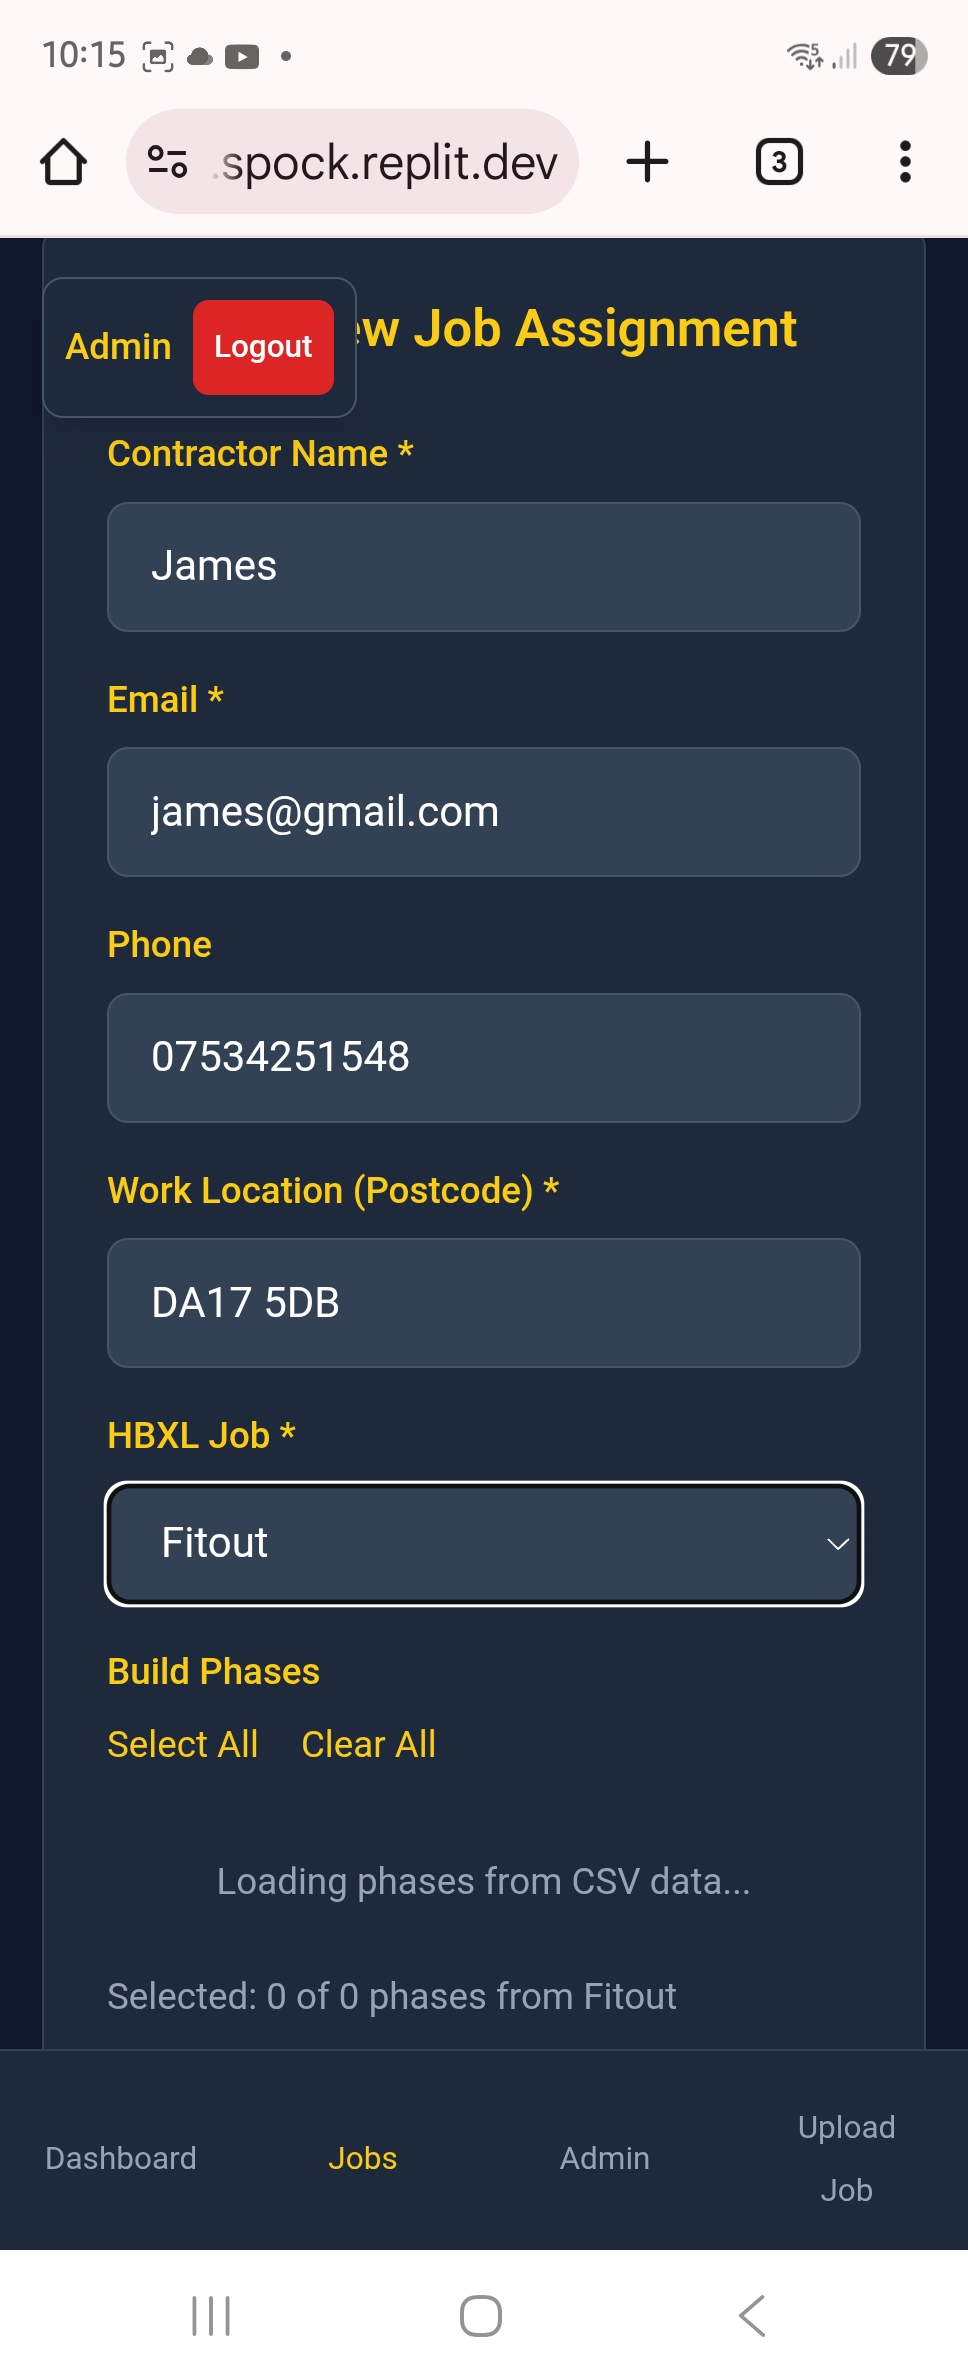 10:15
5
79
.spock.replit.dev
3
Admin
Logout
ew Job Assignment
Contractor Name *
James
Email *
james@gmail.com
Phone
07534251548
Work Location (Postcode) *
DA17 5DB
HBXL Job *
Fitout
Build Phases
Select All Clear All
Loading phases from CSV data...
Selected: 0 of 0 phases from Fitout
Dashboard
Jobs
Admin
Upload
Job